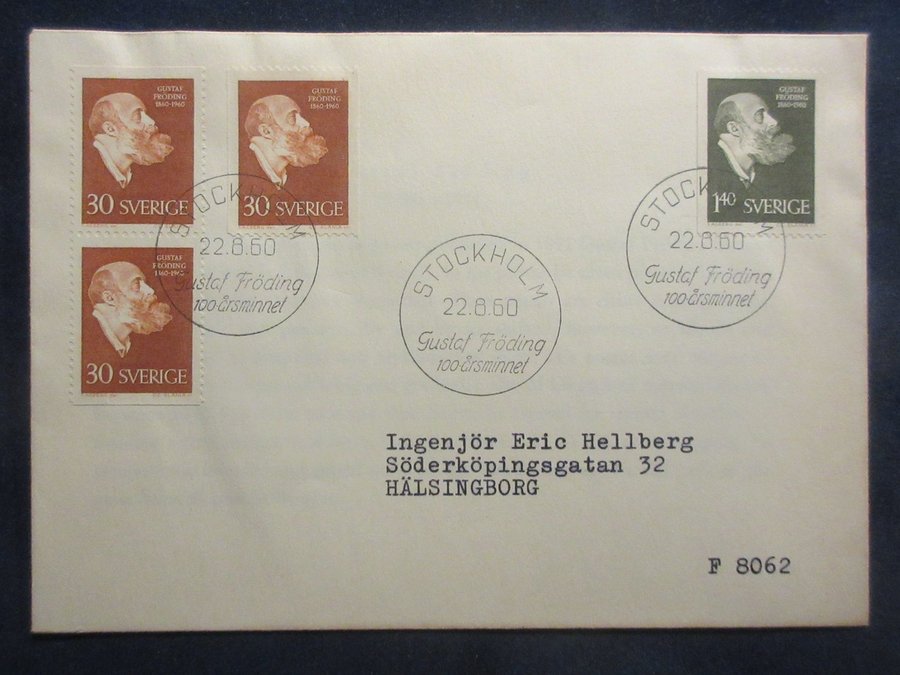 GUSTAF
FRÖDING
1860-1960
30 SVERIGE
GUSTAF
FRÖDING
1860-1960
30 SVERIGE
GUSTAF
FRÖDING
1860-1960
1.40 SVERIGE
GUSTAF
FRÖDING
1860-1960
30 SVERIGE
STOCKHOLM
22.8.60
Gustaf Fröding
100-årsminnet
STOCKHOLM
22.8.60
Gustaf Fröding
100-årsminnet
STOCKHOLM
22.8.60
Gustaf Fröding
100-årsminnet
Ingenjör Eric Hellberg
Söderköpingsgatan 32
HÄLSINGBORG
F 8062